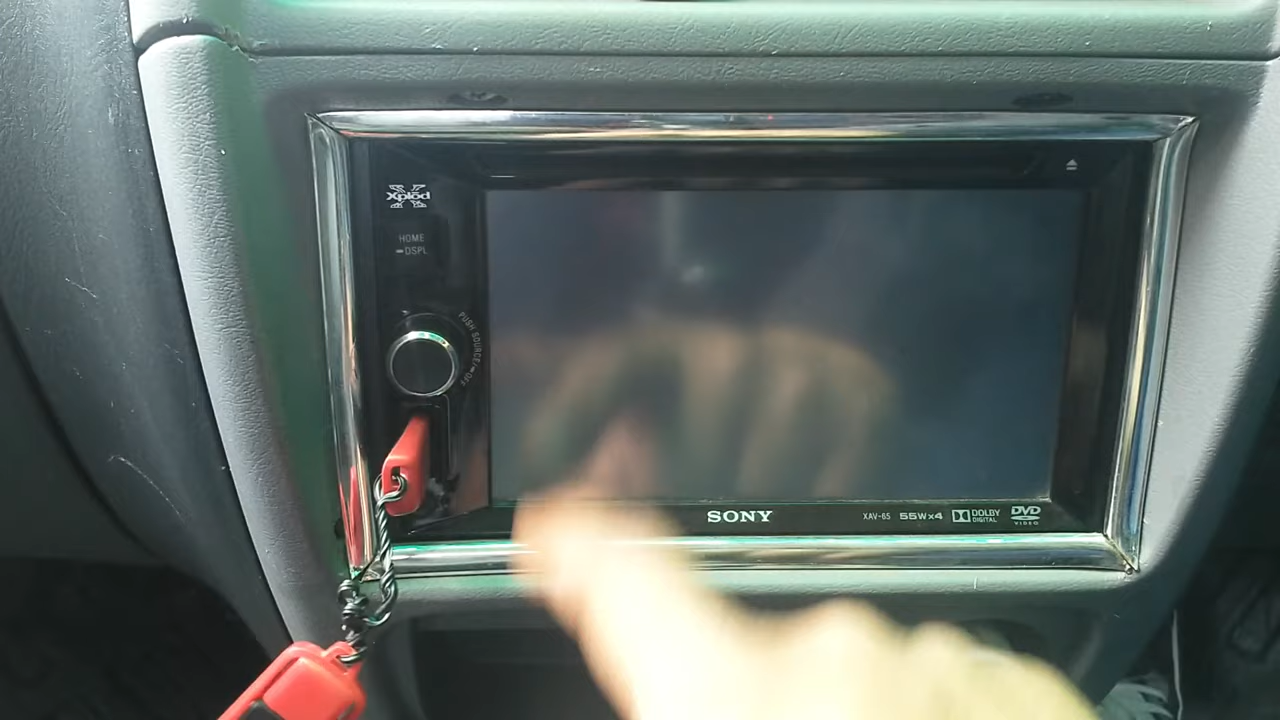 Xplod
HOME
DSPL
PUSH SOURCE/ OFF
SONY
XAV-65 55W×4 DOLBY DIGITAL DVD VIDEO